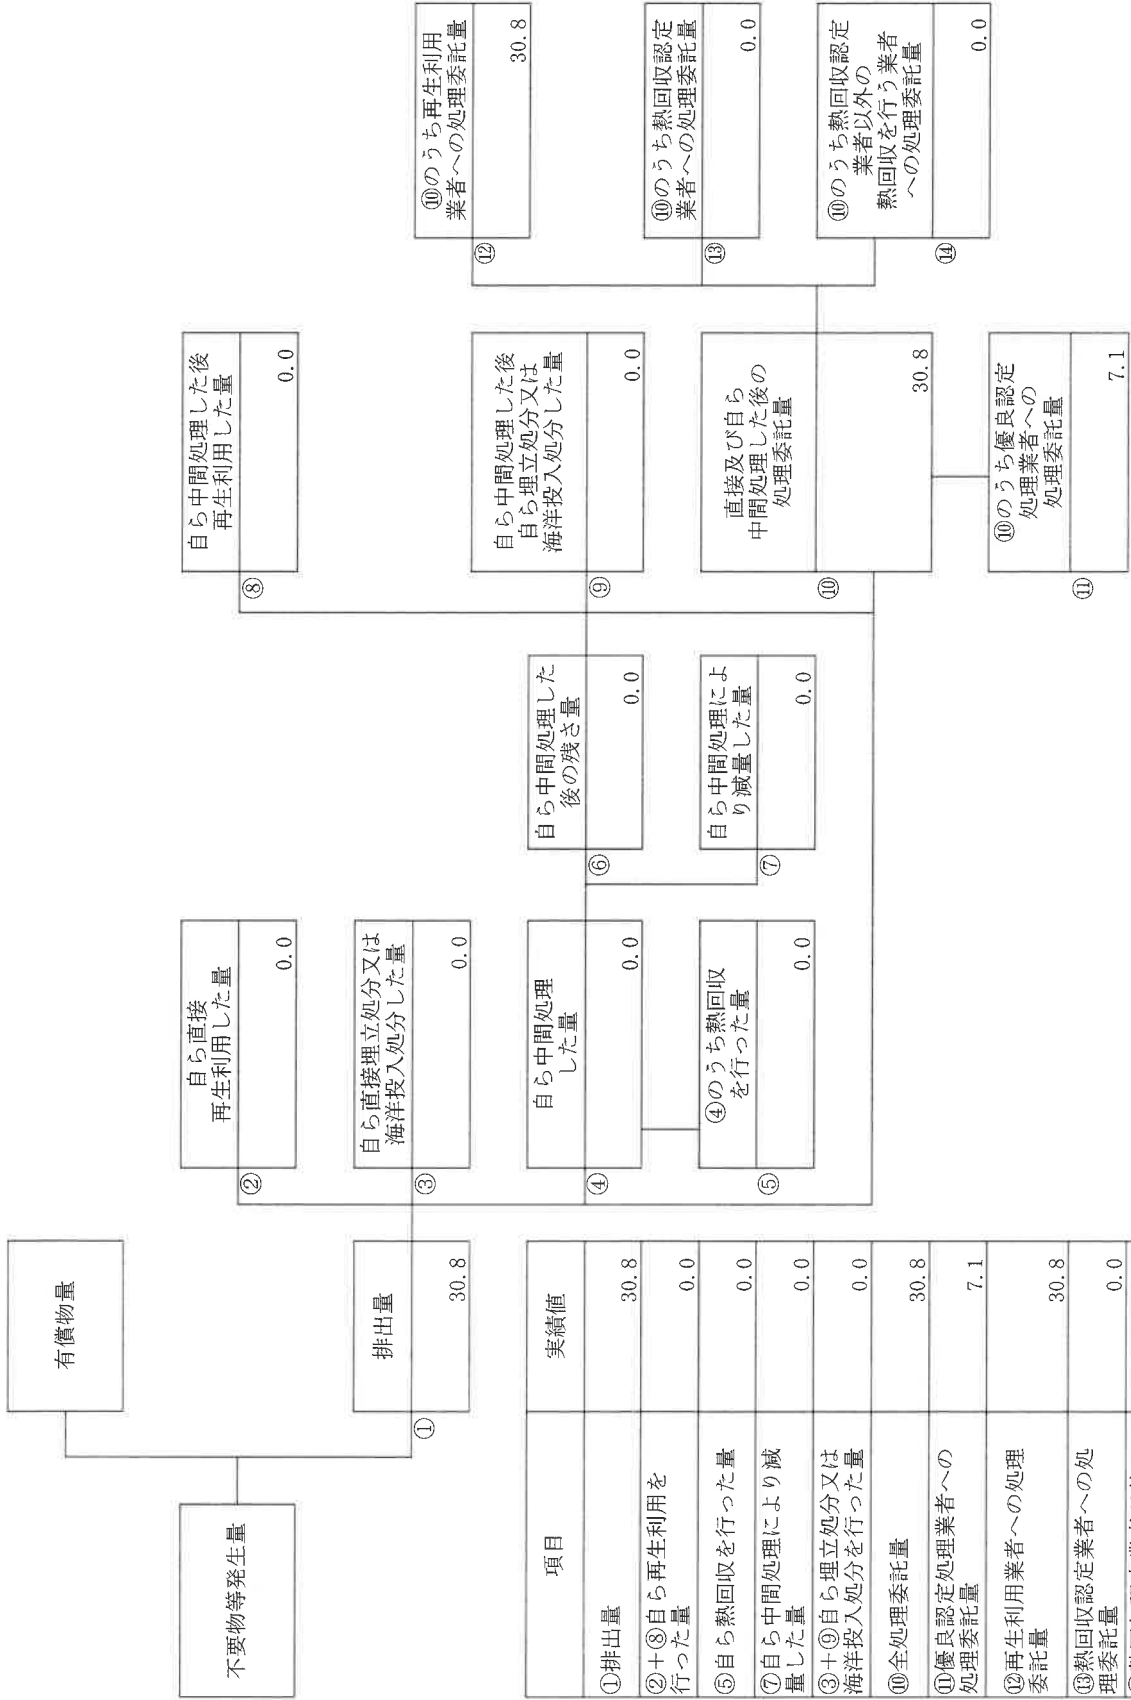 不要物等発生量
有償物量
①
排出量
30.8
②
自ら直接
再生利用した量
0.0
③
自ら直接埋立処分又は
海洋投入処分した量
0.0
④
自ら中間処理
した量
0.0
⑤
④のうち熱回収
を行った量
0.0
⑥
自ら中間処理した
後の残さ量
0.0
⑦
自ら中間処理によ
り減量した量
0.0
⑧
自ら中間処理した後
再生利用した量
0.0
⑨
自ら中間処理した後
自ら埋立処分又は
海洋投入処分した量
0.0
⑩
直接及び自ら
中間処理した後の
処理委託量
30.8
⑪
⑩のうち優良認定
処理業者への
処理委託量
7.1
⑫
⑩のうち再生利用
業者への処理委託量
30.8
⑬
⑩のうち熱回収認定
業者への処理委託量
0.0
⑭
⑩のうち熱回収認定
業者以外の
熱回収を行う業者
への処理委託量
0.0
項目 実績値
①排出量 30.8
②+⑧自ら再生利用を
行った量 0.0
⑤自ら熱回収を行った量 0.0
⑦自ら中間処理により減
量した量 0.0
③+⑨自ら埋立処分又は
海洋投入処分を行った量 0.0
⑩全処理委託量 30.8
⑪優良認定処理業者への
処理委託量 7.1
⑫再生利用業者への処理
委託量 30.8
⑬熱回収認定業者への処
理委託量 0.0